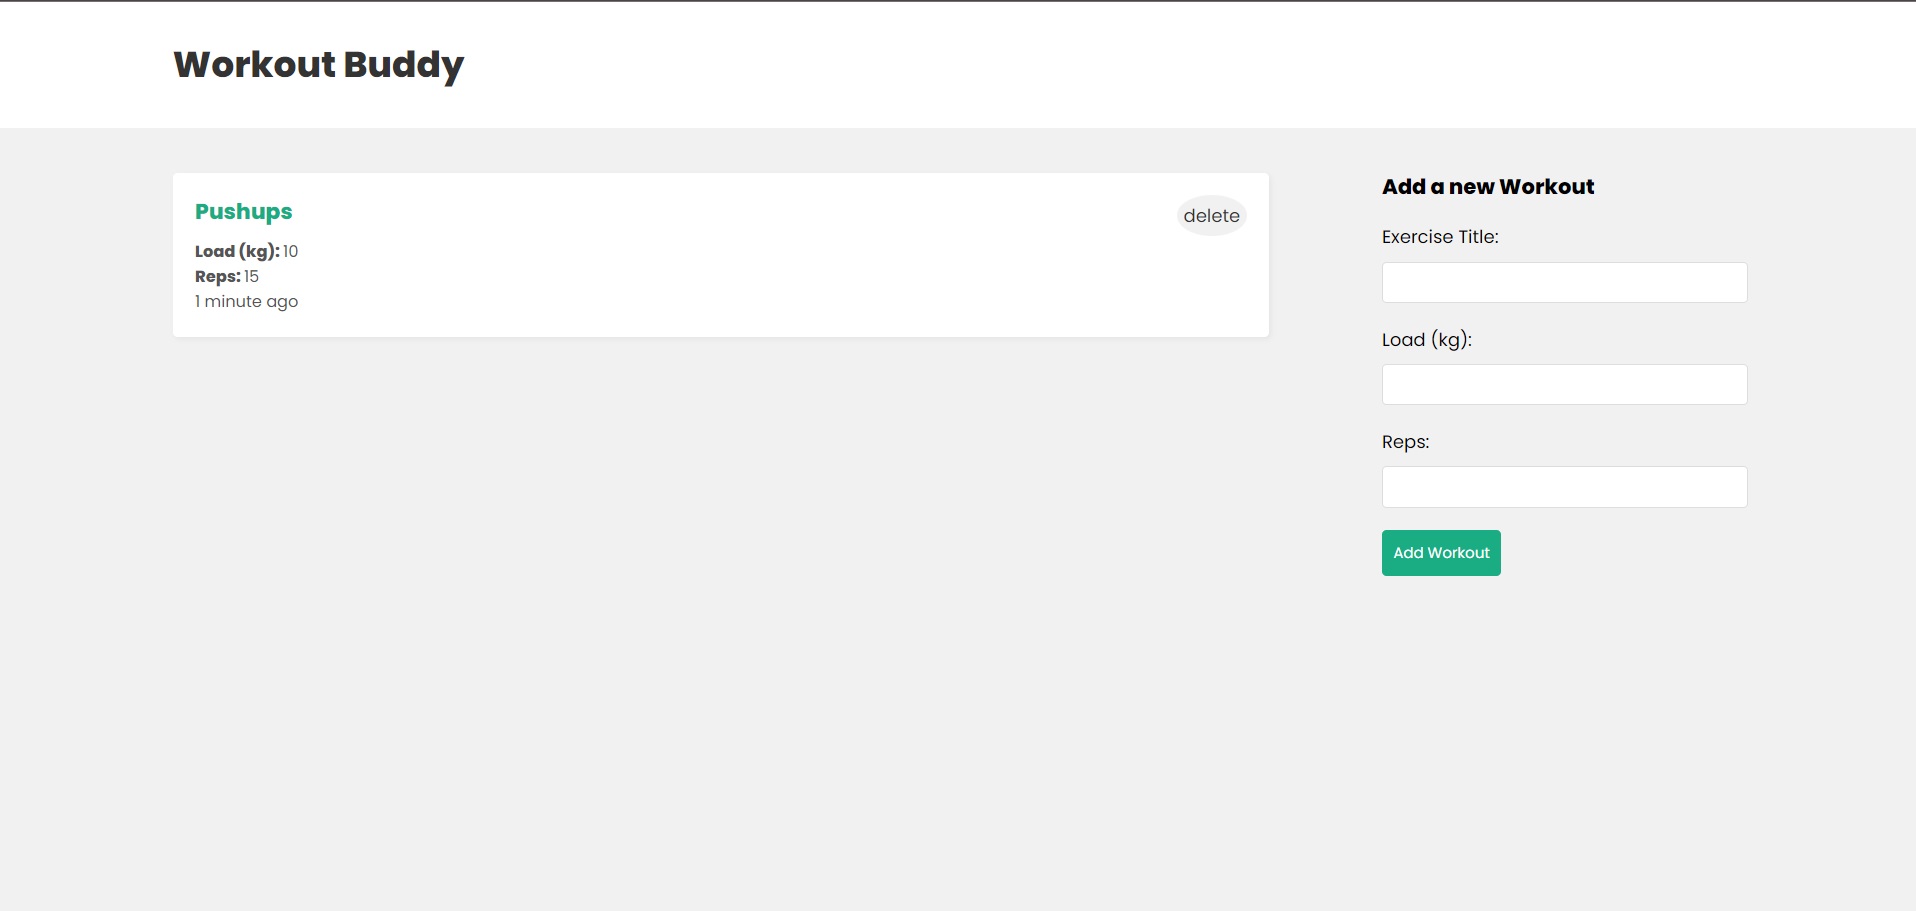 Workout Buddy
Pushups
delete
Load (kg): 10
Reps: 15
1 minute ago
Add a new Workout
Exercise Title:
Load (kg):
Reps:
Add Workout